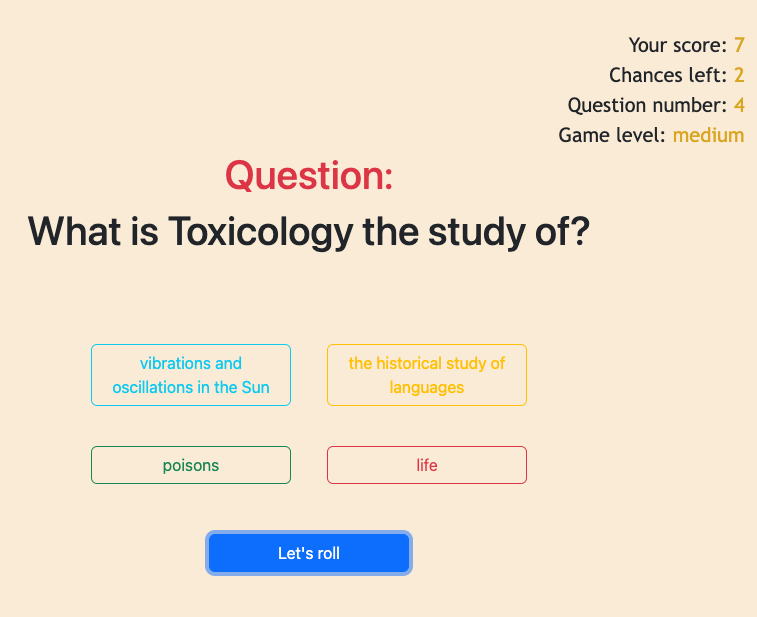 Your score: 7
Chances left: 2
Question number: 4
Game level: medium
Question:
What is Toxicology the study of?
vibrations and
oscillations in the Sun
the historical study of
languages
poisons
life
Let's roll